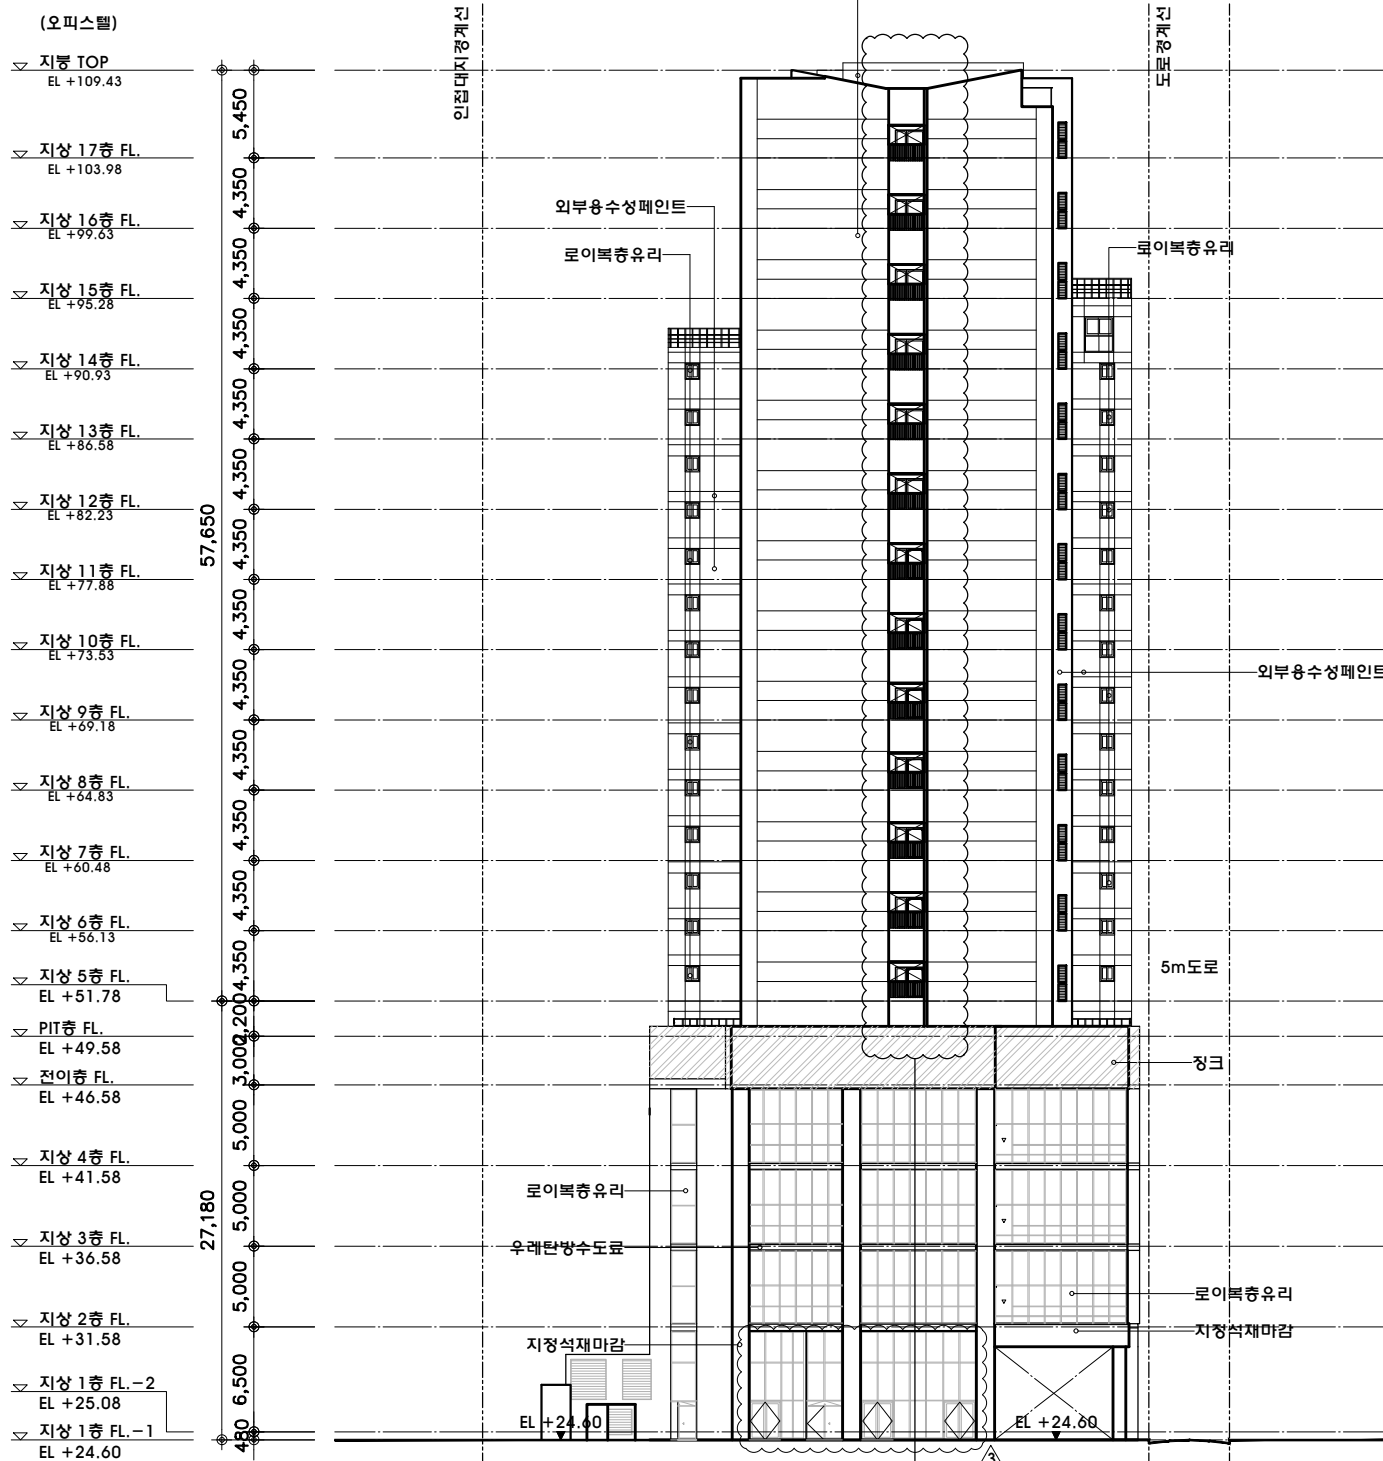 (오피스텔)
지붕 TOP
EL +109.43
지상 17층 FL.
EL +103.98
지상 16층 FL.
EL +99.63
지상 15층 FL.
EL +95.28
지상 14층 FL.
EL +90.93
지상 13층 FL.
EL +86.58
지상 12층 FL.
EL +82.23
지상 11층 FL.
EL +77.88
지상 10층 FL.
EL +73.53
지상 9층 FL.
EL +69.18
지상 8층 FL.
EL +64.83
지상 7층 FL.
EL +60.48
지상 6층 FL.
EL +56.13
지상 5층 FL.
EL +51.78
PIT층 FL.
EL +49.58
전이층 FL.
EL +46.58
지상 4층 FL.
EL +41.58
지상 3층 FL.
EL +36.58
지상 2층 FL.
EL +31.58
지상 1층 FL.-2
EL +25.08
지상 1층 FL.-1
EL +24.60
57,650
27,180
5,450
4,350
4,350
4,350
4,350
4,350
4,350
4,350
4,350
4,350
4,350
4,350
4,350
2,200
3,000
5,000
5,000
5,000
6,500
480
인접대지경계선
도로경계선
외부용수성페인트
로이복층유리
로이복층유리
외부용수성페인트
5m도로
징크
로이복층유리
우레탄방수도료
로이복층유리
지정석재마감
지정석재마감
EL +24.60
EL +24.60
3